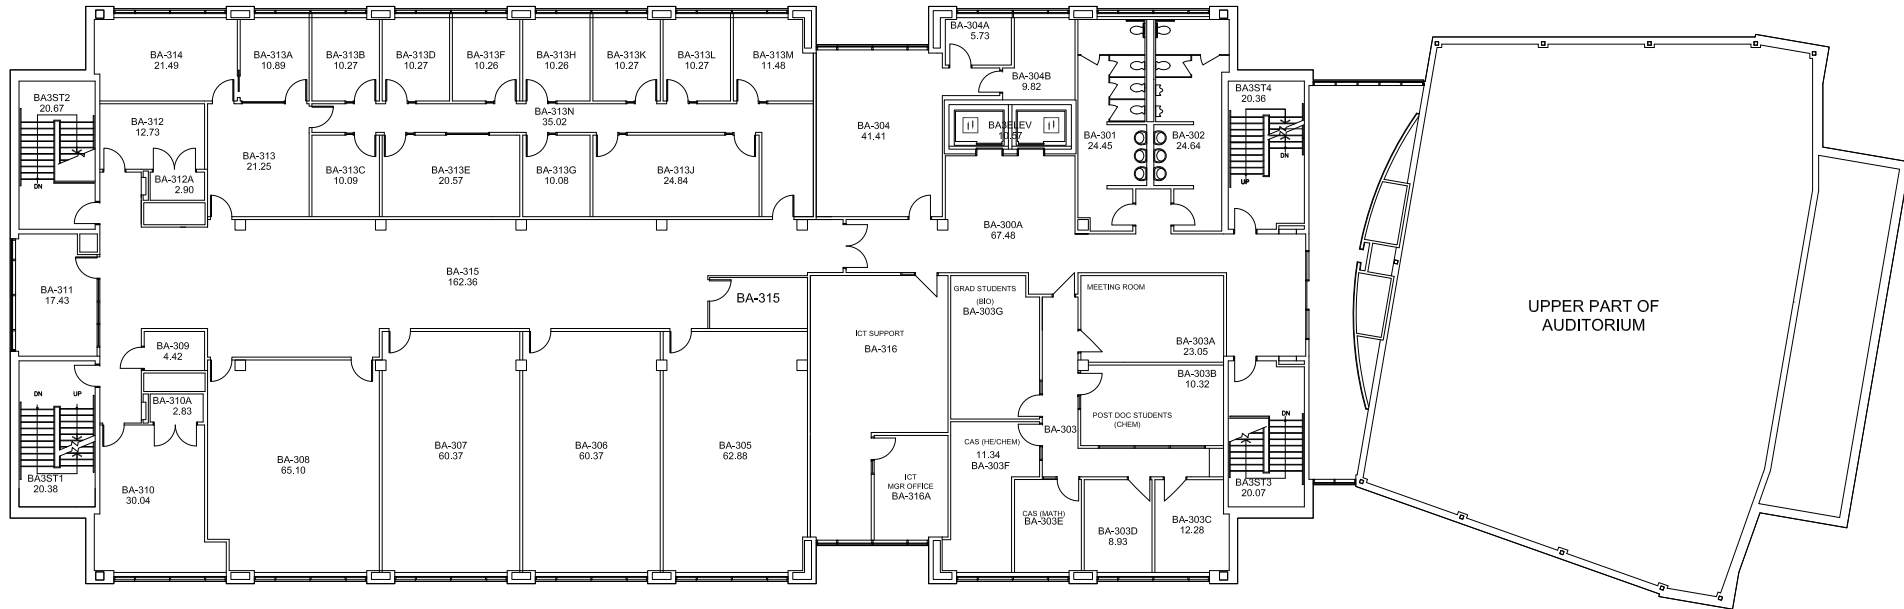 BA-314
21.49
BA-313A
10.89
BA-313B
10.27
BA-313D
10.27
BA-313F
10.26
BA-313H
10.26
BA-313K
10.27
BA-313L
10.27
BA-313M
11.48
BA-304A
5.73
BA-304B
9.82
BA3ST2
20.67
DN
BA-312
12.73
BA-313N
35.02
BA-304
41.41
BA3ELEV
10.57
BA-301
24.45
BA-302
24.64
BA3ST4
20.36
DN
UP
BA-312A
2.90
BA-313
21.25
BA-313C
10.09
BA-313E
20.57
BA-313G
10.08
BA-313J
24.84
BA-300A
67.48
BA-311
17.43
BA-315
162.36
BA-315
GRAD STUDENTS
(BIO)
BA-303G
MEETING ROOM
BA-303A
23.05
UPPER PART OF
AUDITORIUM
ICT SUPPORT
BA-316
BA-309
4.42
BA-303B
10.32
POST DOC STUDENTS
(CHEM)
DN
UP
BA3ST1
20.38
BA-310A
2.83
BA-310
30.04
BA-308
65.10
BA-307
60.37
BA-306
60.37
BA-305
62.88
BA-303
CAS (HE/CHEM)
11.34
BA-303F
ICT
MGR OFFICE
BA-316A
CAS (MATH)
BA-303E
BA-303D
8.93
BA-303C
12.28
DN
BA3ST3
20.07